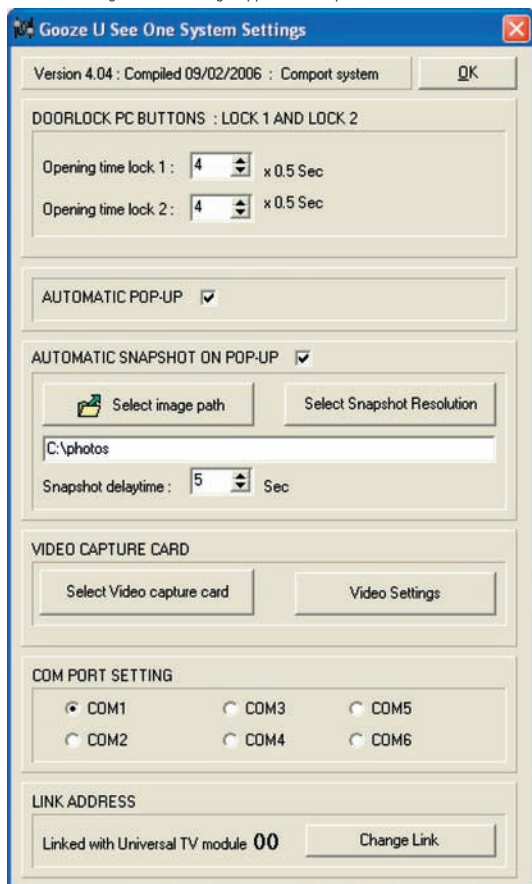 Gooze U See One System Settings
Version 4.04 : Compiled 09/02/2006 : Comport system
OK
DOORLOCK PC BUTTONS : LOCK 1 AND LOCK 2
Opening time lock 1 : 4 x 0.5 Sec
Opening time lock 2 : 4 x 0.5 Sec
AUTOMATIC POP-UP
AUTOMATIC SNAPSHOT ON POP-UP
Select image path
Select Snapshot Resolution
C:\photos
Snapshot delaytime : 5 Sec
VIDEO CAPTURE CARD
Select Video capture card
Video Settings
COM PORT SETTING
COM1 COM3 COM5
COM2 COM4 COM6
LINK ADDRESS
Linked with Universal TV module 00
Change Link